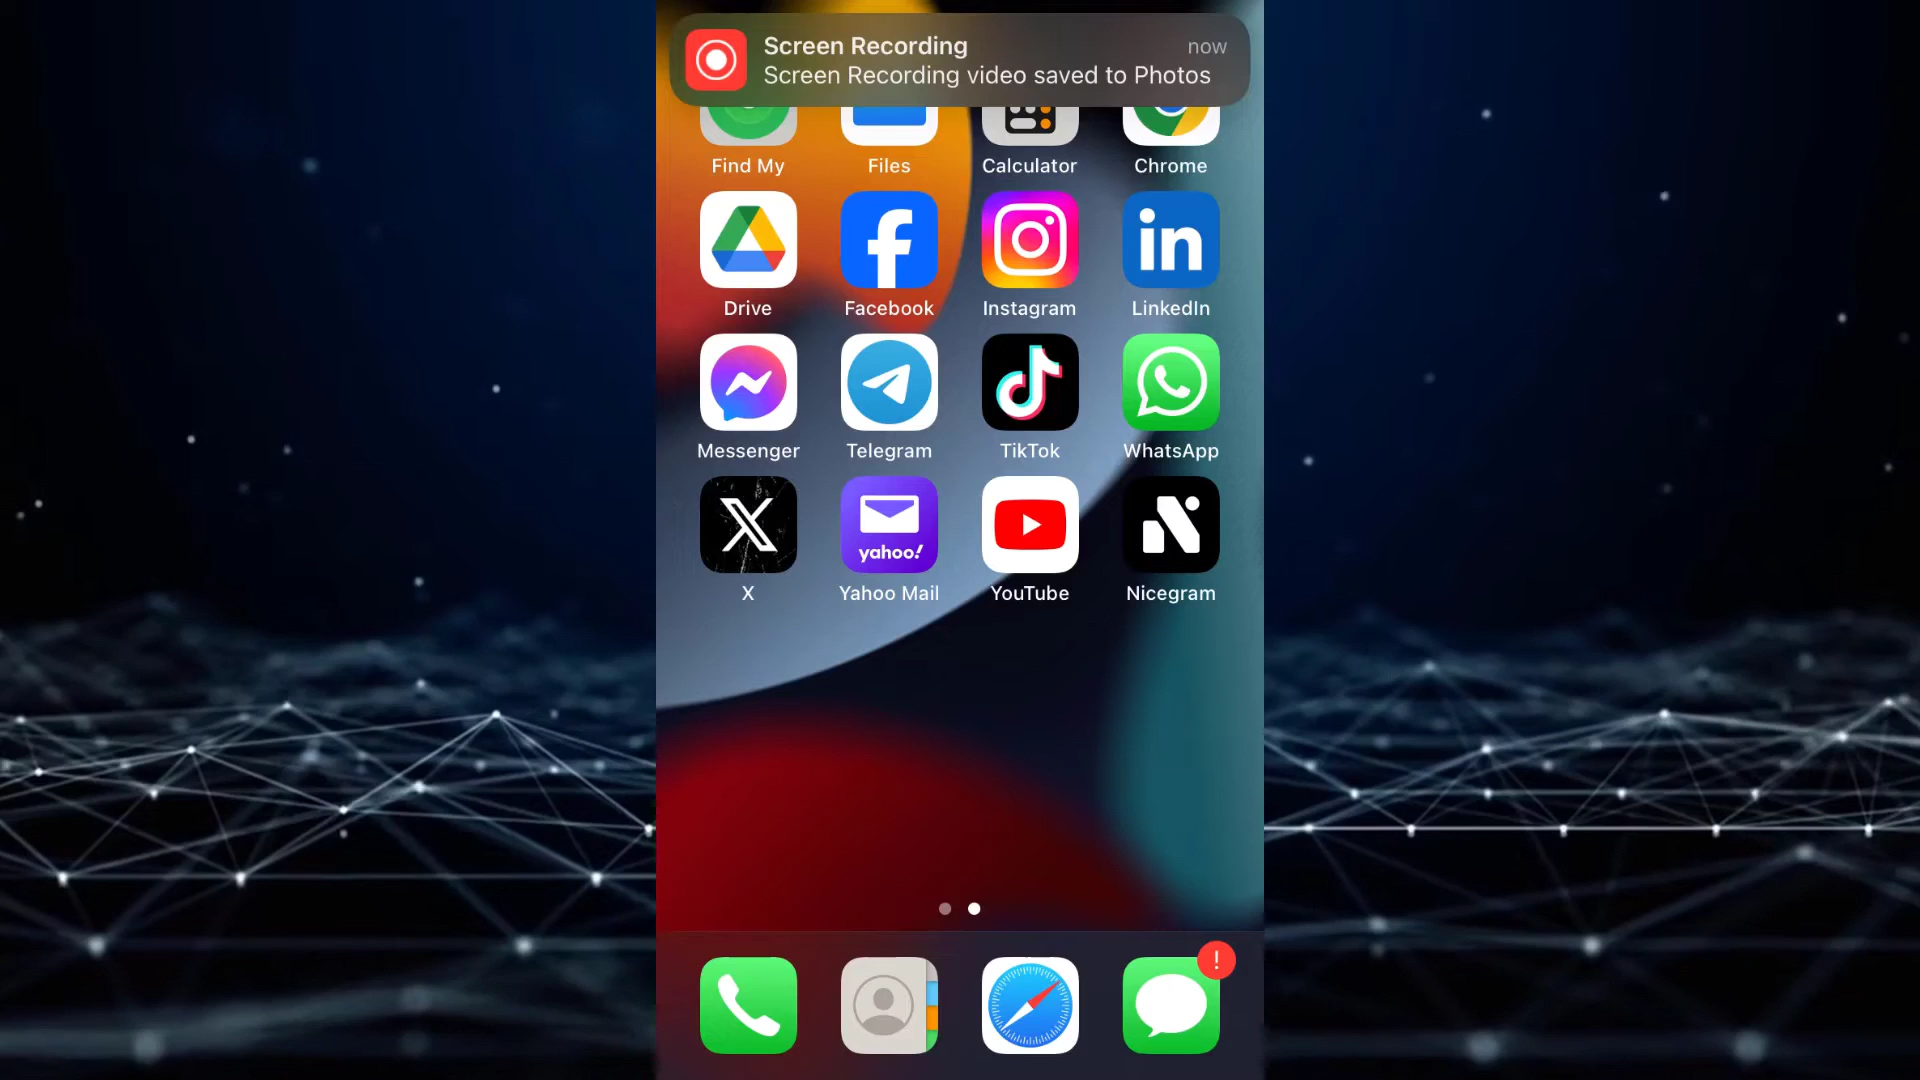 Screen Recording now
Screen Recording video saved to Photos
Find My Files Calculator Chrome
in
Drive Facebook Instagram LinkedIn
Messenger Telegram TikTok WhatsApp
yahoo!
X Yahoo Mail YouTube Nicegram
!